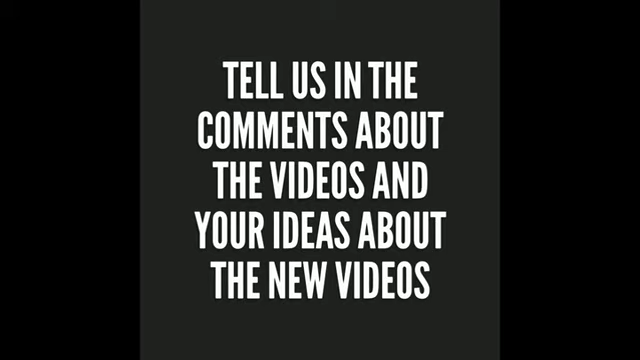 TELL US IN THE
COMMENTS ABOUT
THE VIDEOS AND
YOUR IDEAS ABOUT
THE NEW VIDEOS